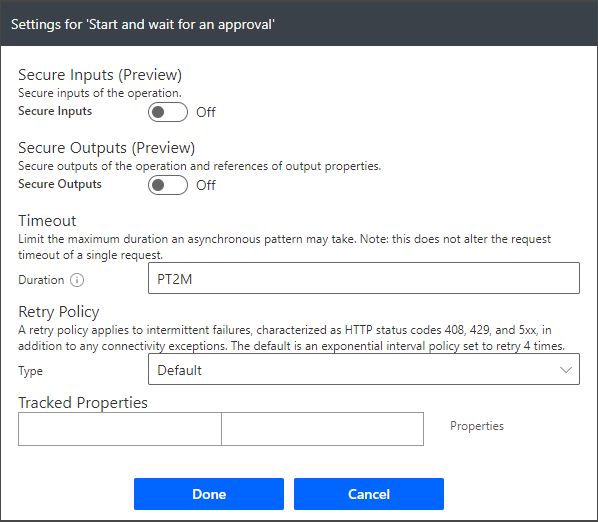 Settings for 'Start and wait for an approval'
Secure Inputs (Preview)
Secure inputs of the operation.
Secure Inputs Off
Secure Outputs (Preview)
Secure outputs of the operation and references of output properties.
Secure Outputs Off
Timeout
Limit the maximum duration an asynchronous pattern may take. Note: this does not alter the request
timeout of a single request.
Duration PT2M
Retry Policy
A retry policy applies to intermittent failures, characterized as HTTP status codes 408, 429, and 5xx, in
addition to any connectivity exceptions. The default is an exponential interval policy set to retry 4 times.
Type Default
Tracked Properties
Properties
Done Cancel